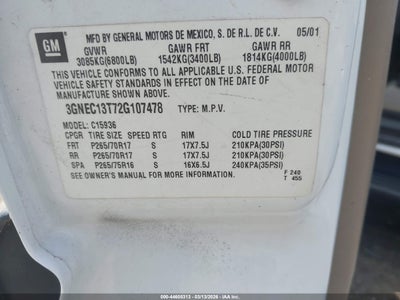 GM
MFD BY GENERAL MOTORS DE MEXICO, S. DE R.L. DE C.V. 05/01
GVWR GAWR FRT GAWR RR
3085KG(6800LB) 1542KG(3400LB) 1814KG(4000LB)
THIS VEHICLE CONFORMS TO ALL APPLICABLE U.S. FEDERAL MOTOR
VEHICLE SAFETY STANDARDS IN EFFECT ON THE DATE OF
MANUFACTURE SHOWN ABOVE.
3GNEC13T72G107478 TYPE: M.P.V.
MODEL: C15936
CPGR TIRE SIZE SPEED RTG RIM COLD TIRE PRESSURE
FRT P265/70R17 S 17X7.5J 210KPA(30PSI)
RR P265/70R17 S 17X7.5J 210KPA(30PSI)
SPA P265/75R16 S 16X6.5J 240KPA(35PSI)
SEE OWNER'S MANUAL FOR MORE INFORMATION
F 240
T 455
000-44608313 - 03/13/2026 - COPYRIGHT IAA, LLC.